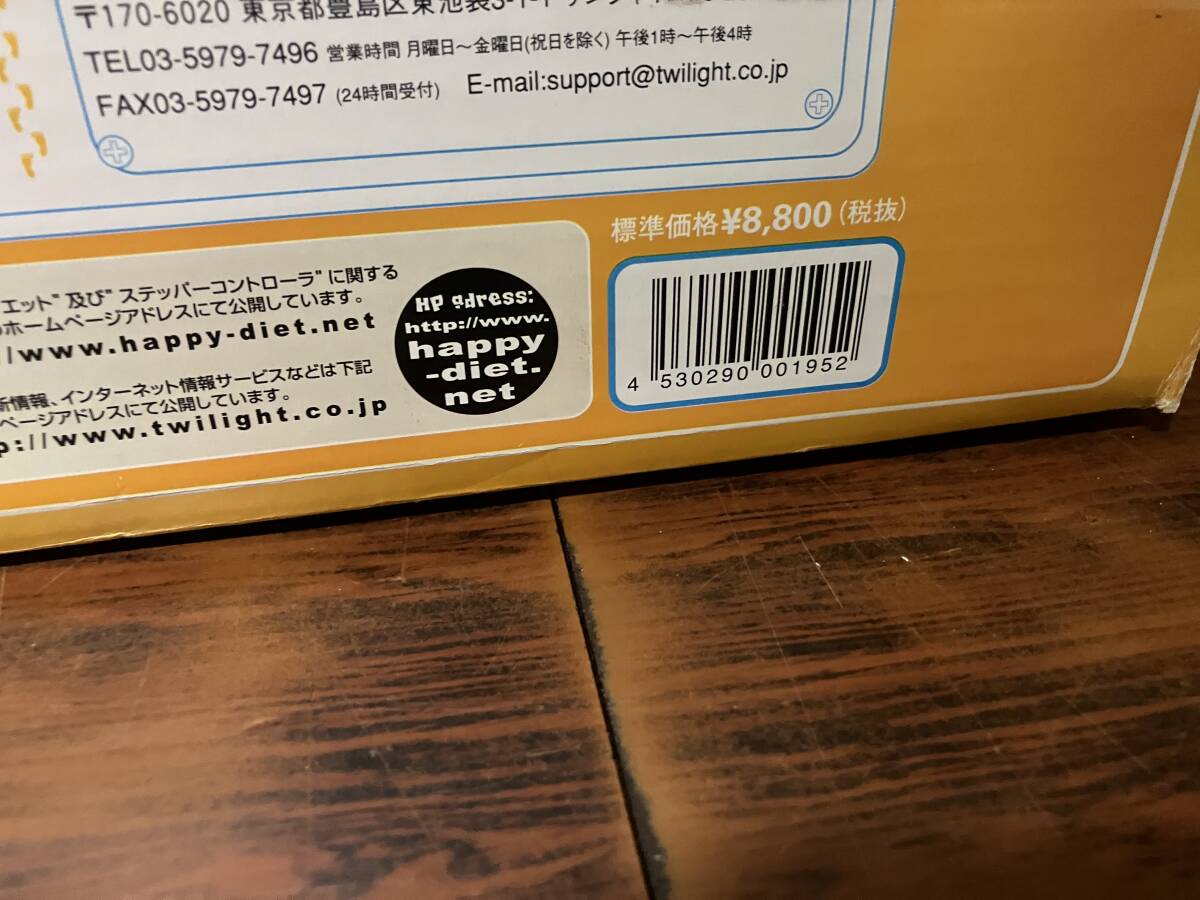 〒170-6020 東京都豊島区東池袋3-1-1
TEL03-5979-7496 営業時間 月曜日～金曜日(祝日を除く) 午後1時～午後4時
FAX03-5979-7497 (24時間受付) E-mail:support@twilight.co.jp
標準価格¥8,800(税抜)
エット" 及び" ステッパーコントローラ"に関する
ホームページアドレスにて公開しています。
//www.happy-diet.net
新情報、インターネット情報サービスなどは下記
ページアドレスにて公開しています。
p://www.twilight.co.jp
HP adress:
http://www.
happy
-diet.
net
4 530290 001952